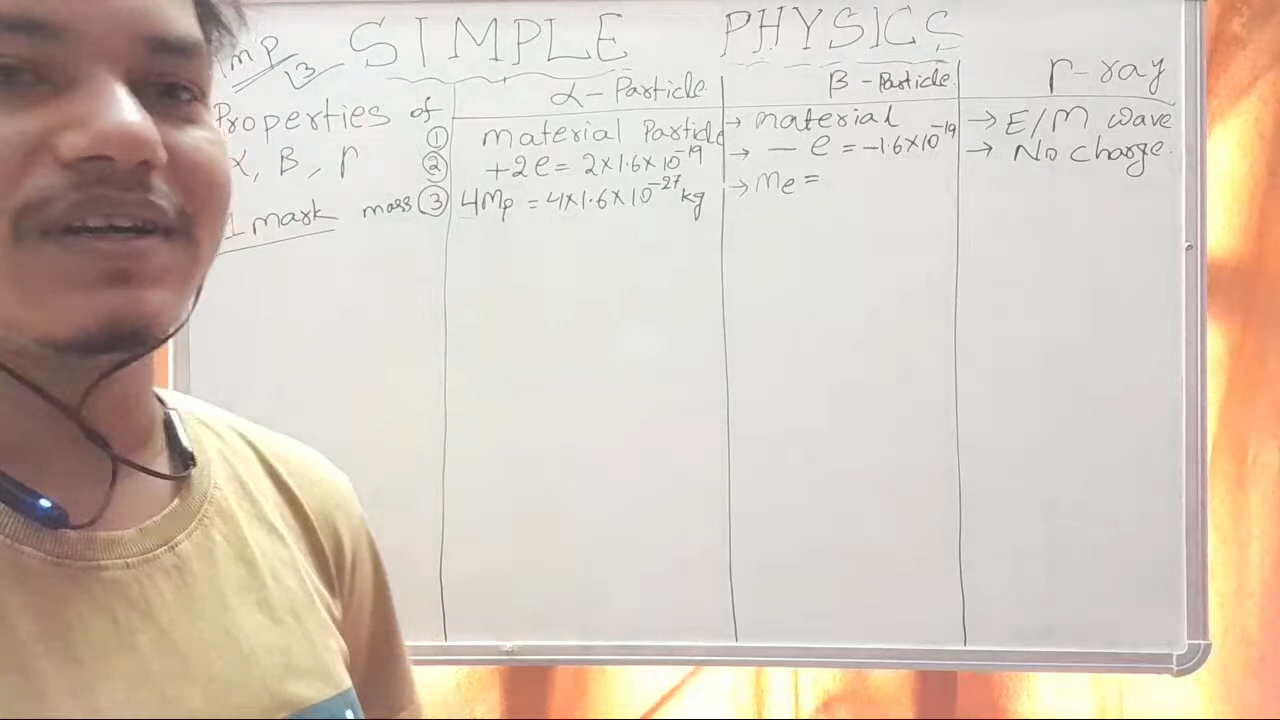 Imp SIMPLE PHYSICS
13
Properties of
α, B, r
1 mark
α-Particle
① material Particle
② +2e = 2×1.6×10⁻¹⁹
mass ③ 4Mp = 4×1.6×10⁻²⁷ kg
β-Particle
→ material
→ - e = -1.6×10⁻¹⁹
→ me =
r-ray
→ E/M wave
→ No charge.